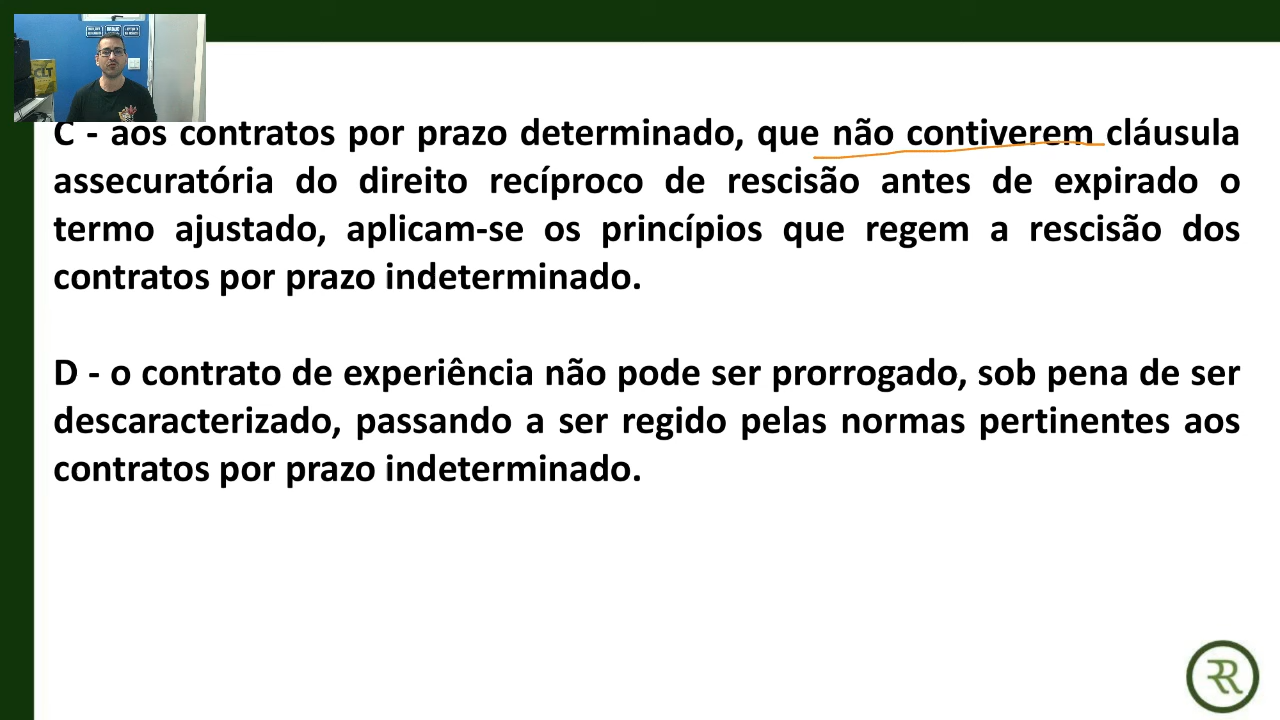 CLT
C - aos contratos por prazo determinado, que não contiverem cláusula
assecuratória do direito recíproco de rescisão antes de expirado o
termo ajustado, aplicam-se os princípios que regem a rescisão dos
contratos por prazo indeterminado.
D - o contrato de experiência não pode ser prorrogado, sob pena de ser
descaracterizado, passando a ser regido pelas normas pertinentes aos
contratos por prazo indeterminado.